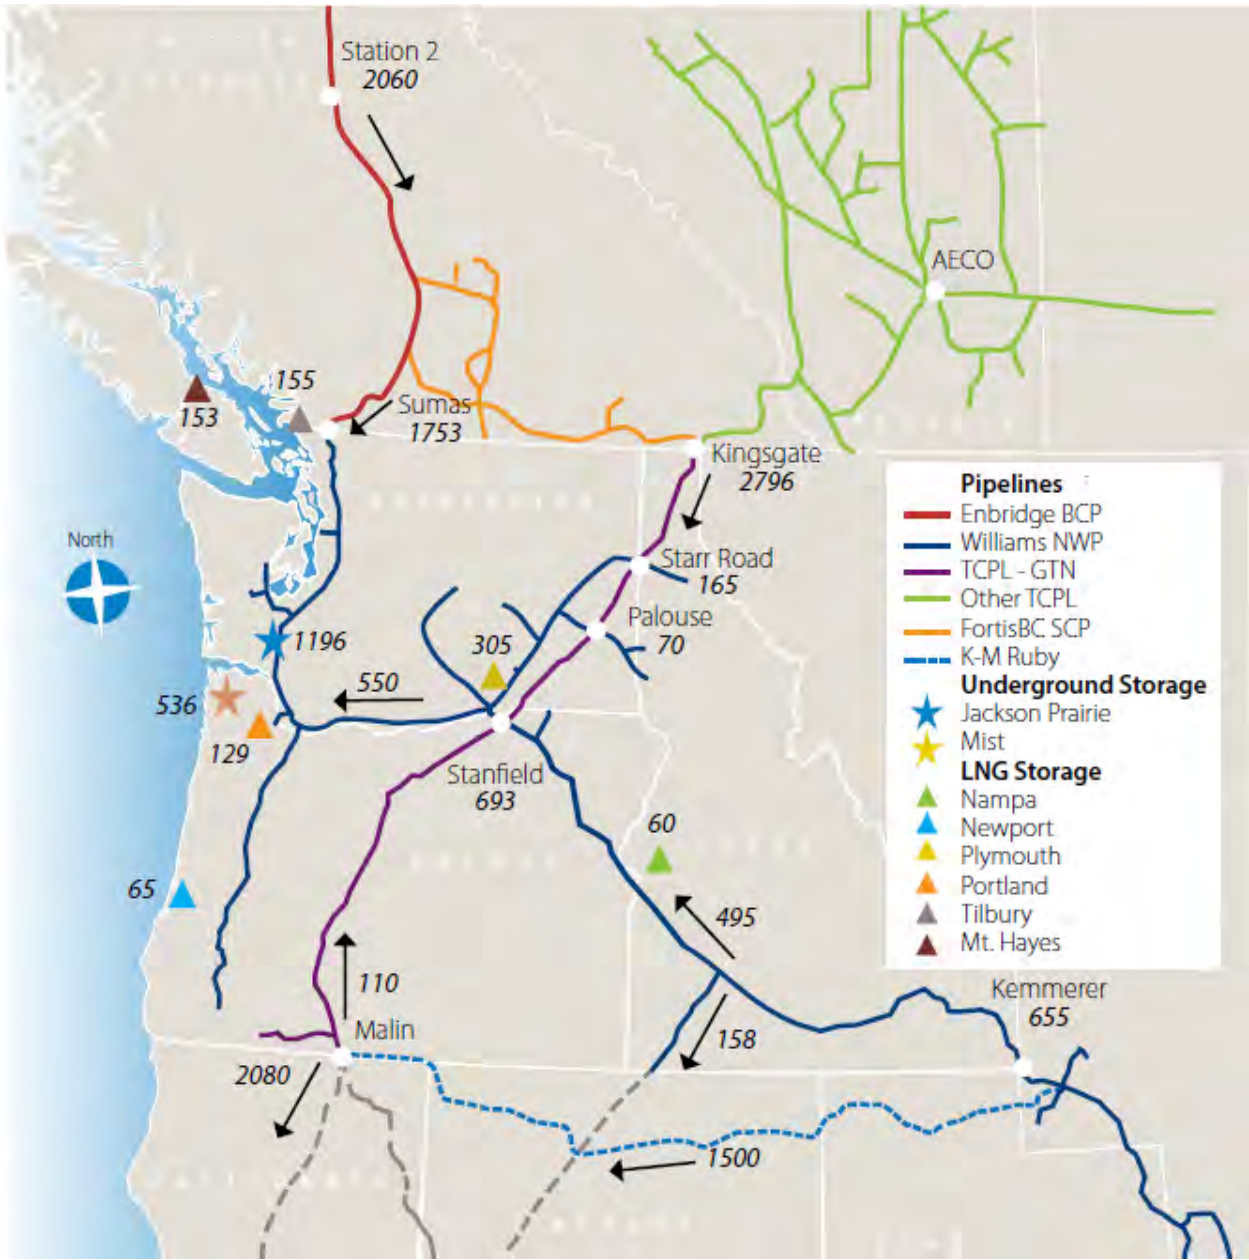 Station 2
2060
AECO
155
153
Sumas
1753
Kingsgate
2796
North
Starr Road
165
Palouse
70
305
1196
550
536
129
Stanfield
693
60
65
495
110
Malin
158
Kemmerer
655
2080
1500
Pipelines
Enbridge BCP
Williams NWP
TCPL - GTN
Other TCPL
FortisBC SCP
K-M Ruby
Underground Storage
Jackson Prairie
Mist
LNG Storage
Nampa
Newport
Plymouth
Portland
Tilbury
Mt. Hayes